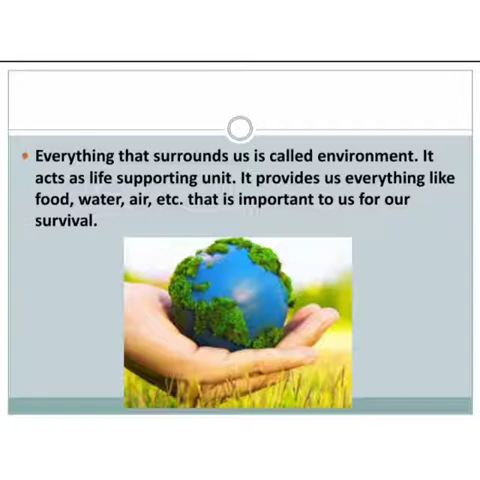 Everything that surrounds us is called environment. It
acts as life supporting unit. It provides us everything like
food, water, air, etc. that is important to us for our
survival.